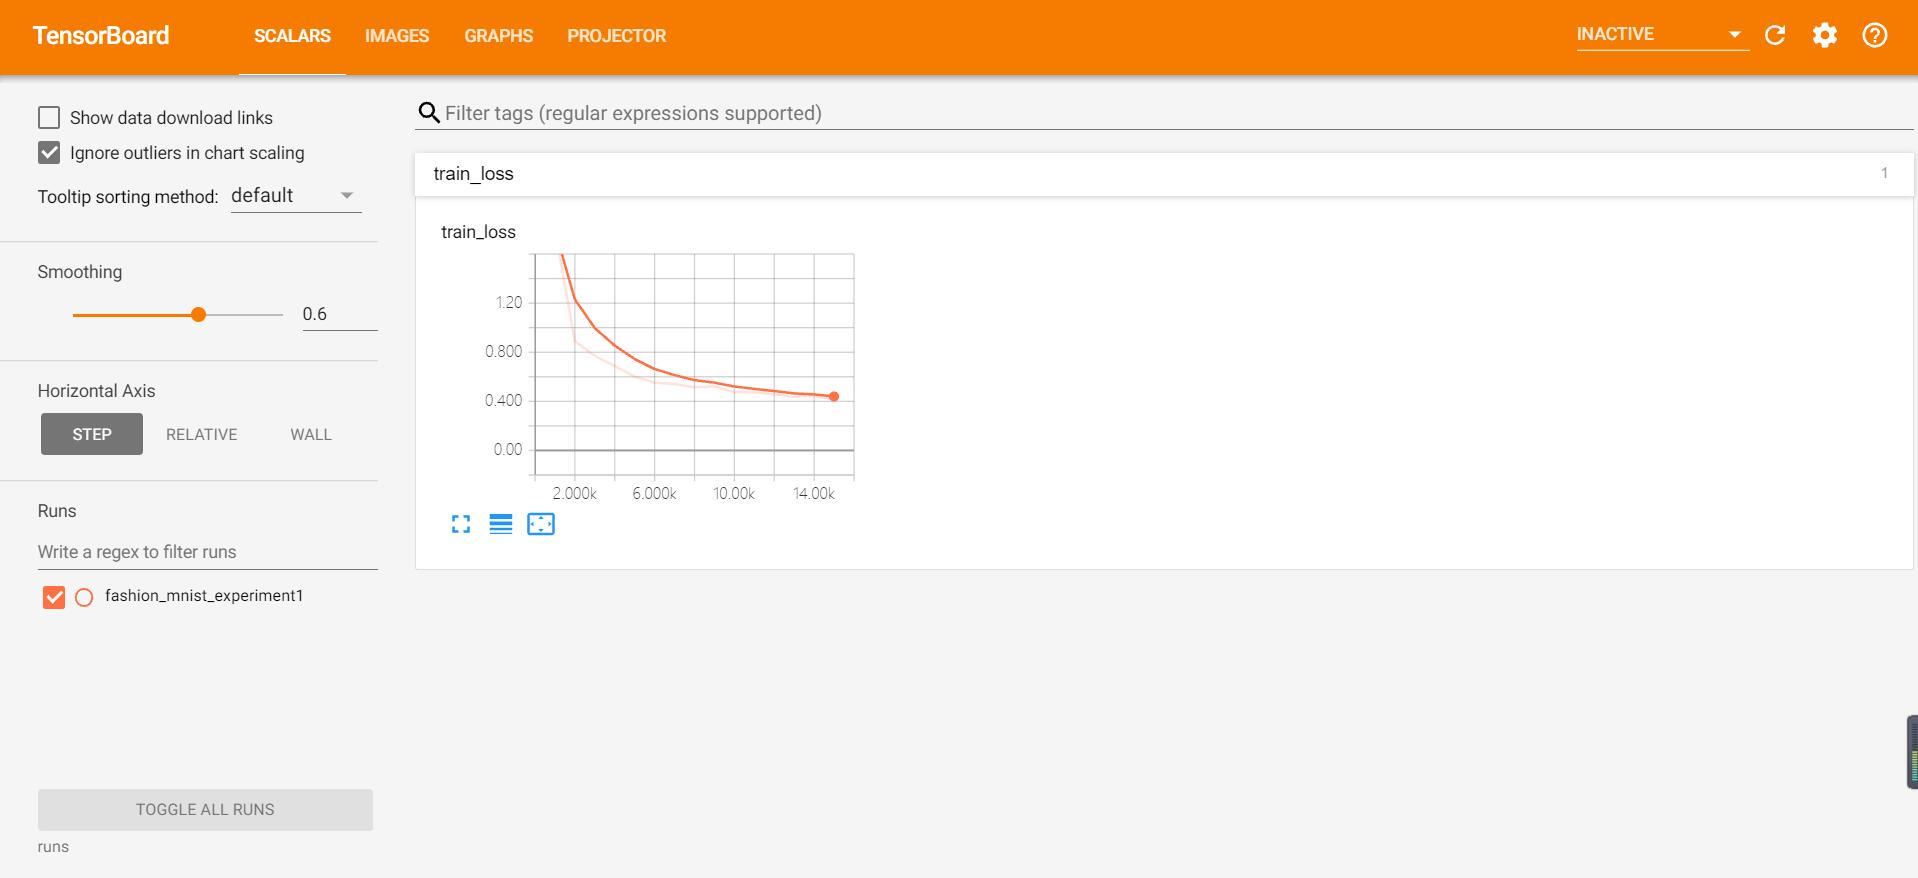 TensorBoard SCALARS IMAGES GRAPHS PROJECTOR INACTIVE
Show data download links
Ignore outliers in chart scaling
Tooltip sorting method: default
Smoothing
0.6
Horizontal Axis
STEP RELATIVE WALL
Runs
Write a regex to filter runs
fashion_mnist_experiment1
TOGGLE ALL RUNS
runs
Filter tags (regular expressions supported)
train_loss 1
train_loss
1.20
0.800
0.400
0.00
2.000k 6.000k 10.00k 14.00k